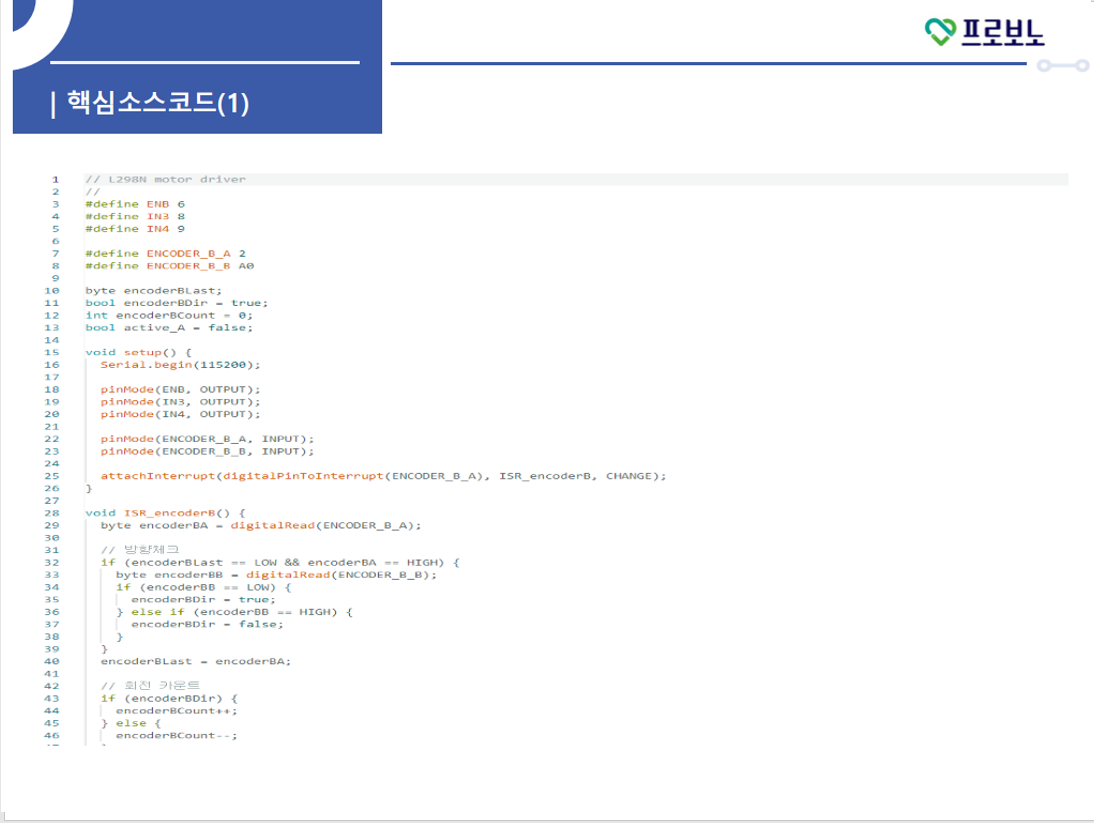 프로보노
| 핵심소스코드(1)
1 // L298N motor driver
2 //
3 #define ENB 6
4 #define IN3 8
5 #define IN4 9
6
7 #define ENCODER_B_A 2
8 #define ENCODER_B_B A0
9
10 byte encoderBLast;
11 bool encoderBDir = true;
12 int encoderBCount = 0;
13 bool active_A = false;
14
15 void setup() {
16 Serial.begin(115200);
17
18 pinMode(ENB, OUTPUT);
19 pinMode(IN3, OUTPUT);
20 pinMode(IN4, OUTPUT);
21
22 pinMode(ENCODER_B_A, INPUT);
23 pinMode(ENCODER_B_B, INPUT);
24
25 attachInterrupt(digitalPinToInterrupt(ENCODER_B_A), ISR_encoderB, CHANGE);
26 }
27
28 void ISR_encoderB() {
29 byte encoderBA = digitalRead(ENCODER_B_A);
30
31 // 방향체크
32 if (encoderBLast == LOW && encoderBA == HIGH) {
33 byte encoderBB = digitalRead(ENCODER_B_B);
34 if (encoderBB == LOW) {
35 encoderBDir = true;
36 } else if (encoderBB == HIGH) {
37 encoderBDir = false;
38 }
39 }
40 encoderBLast = encoderBA;
41
42 // 회전 카운트
43 if (encoderBDir) {
44 encoderBCount++;
45 } else {
46 encoderBCount--;